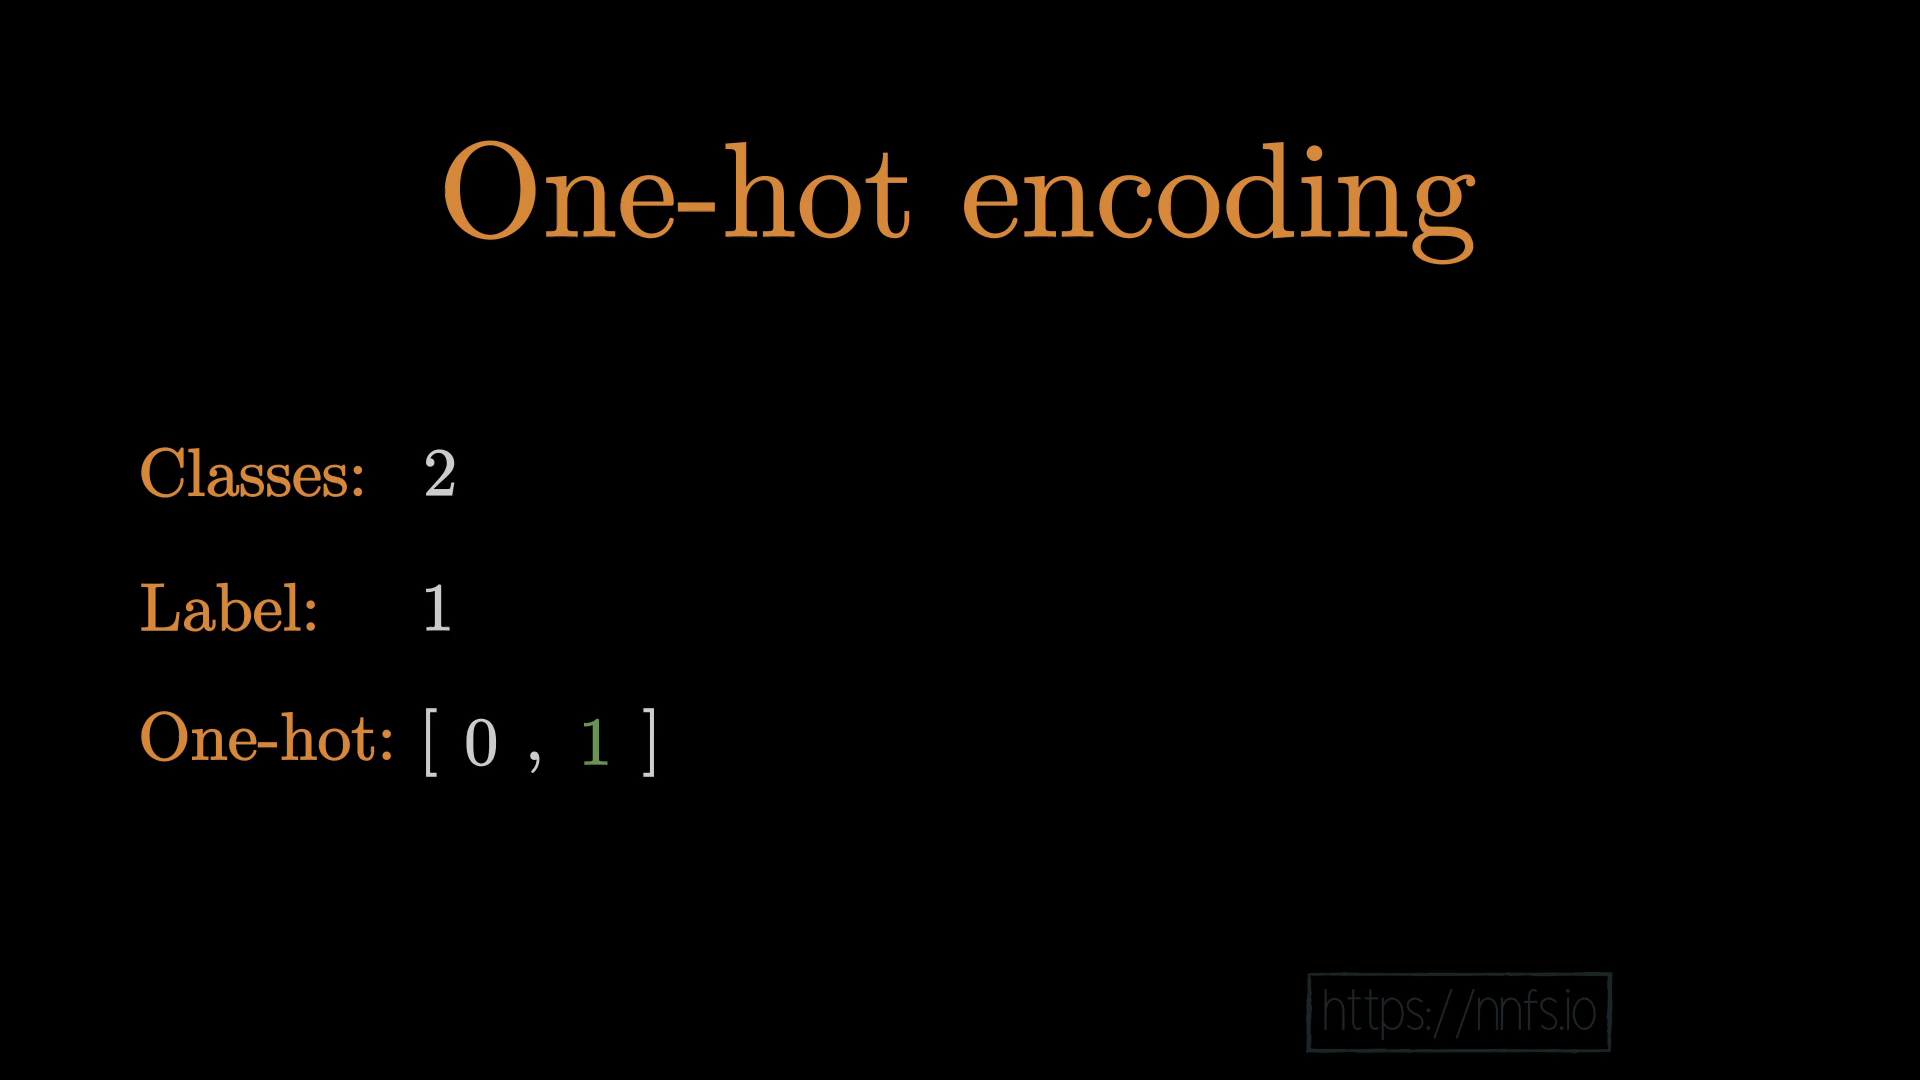 One-hot encoding
Classes: 2
Label: 1
One-hot: [ 0 , 1 ]
https://nnfs.io